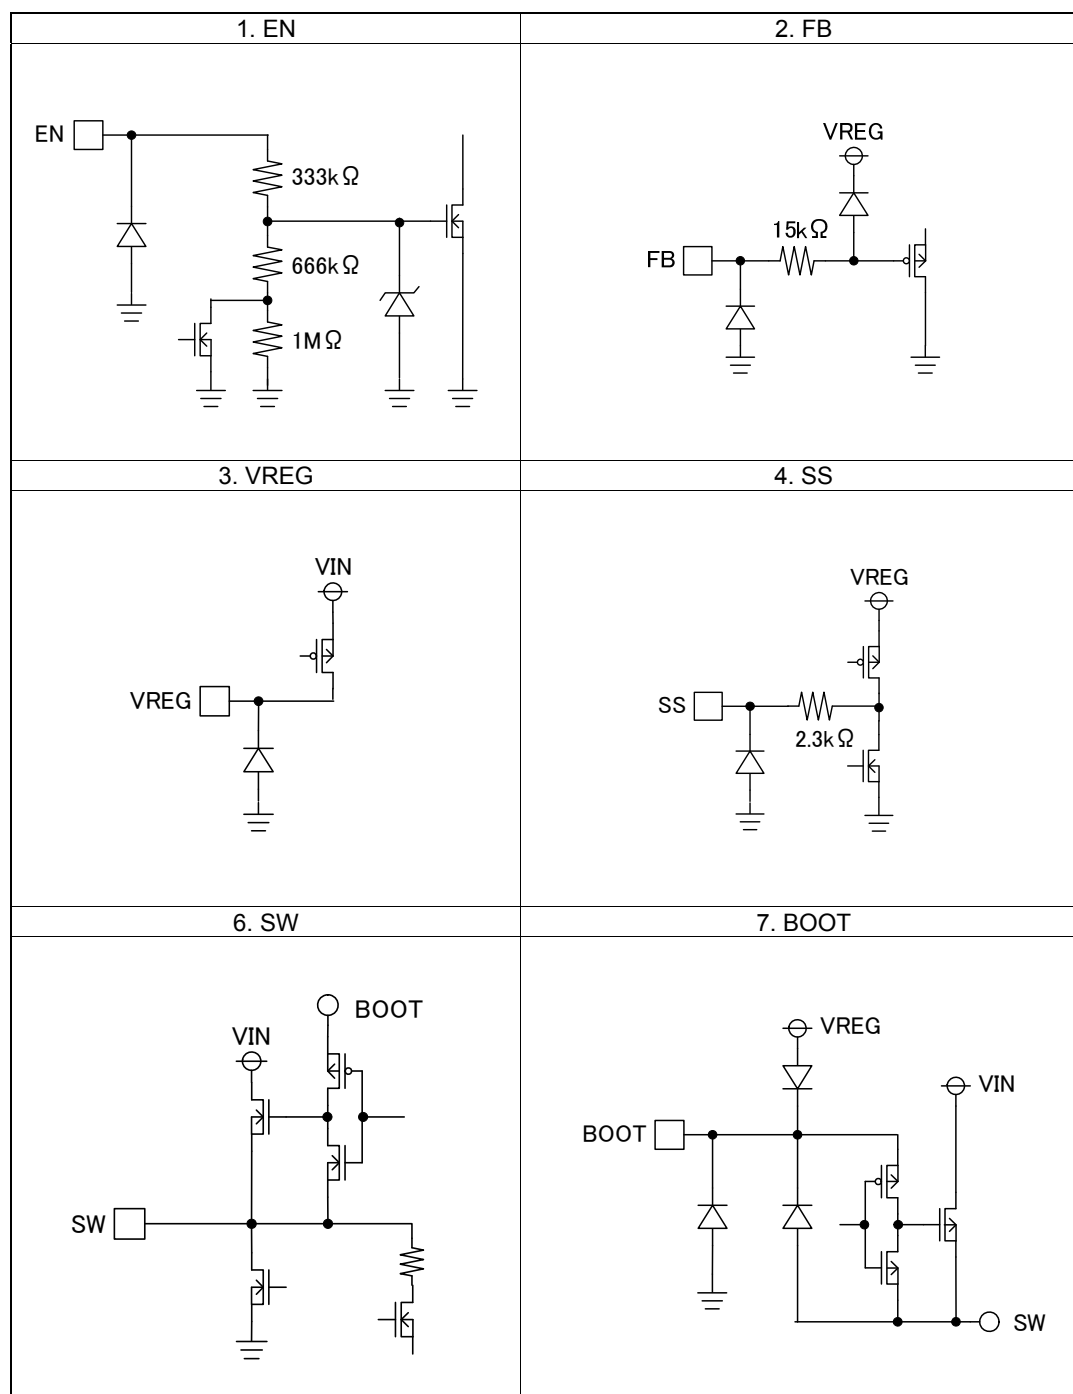 1. EN
2. FB
EN
333kΩ
666kΩ
1MΩ
VREG
15kΩ
FB
3. VREG
4. SS
VIN
VREG
VREG
SS
2.3kΩ
6. SW
7. BOOT
BOOT
VIN
SW
VREG
VIN
BOOT
SW